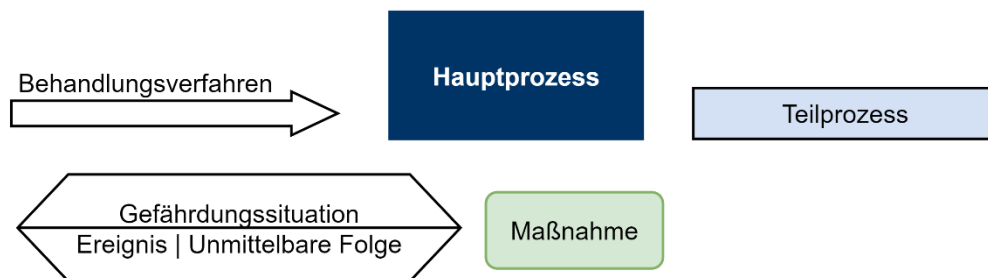 Behandlungsverfahren
Hauptprozess
Teilprozess
Gefährdungssituation
Ereignis | Unmittelbare Folge
Maßnahme